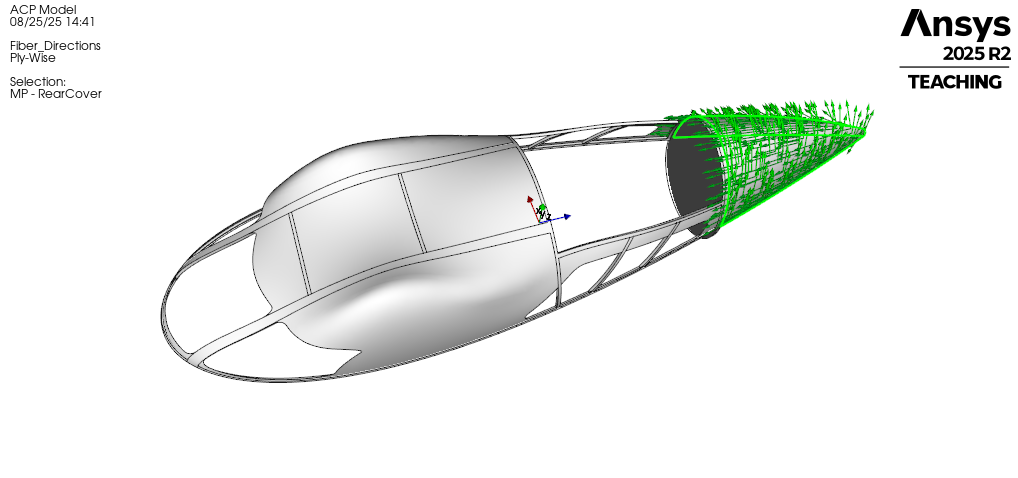 ACP Model
08/25/25 14:41
Fiber_Directions
Ply-Wise
Selection:
MP - RearCover
Ansys
2025 R2
TEACHING